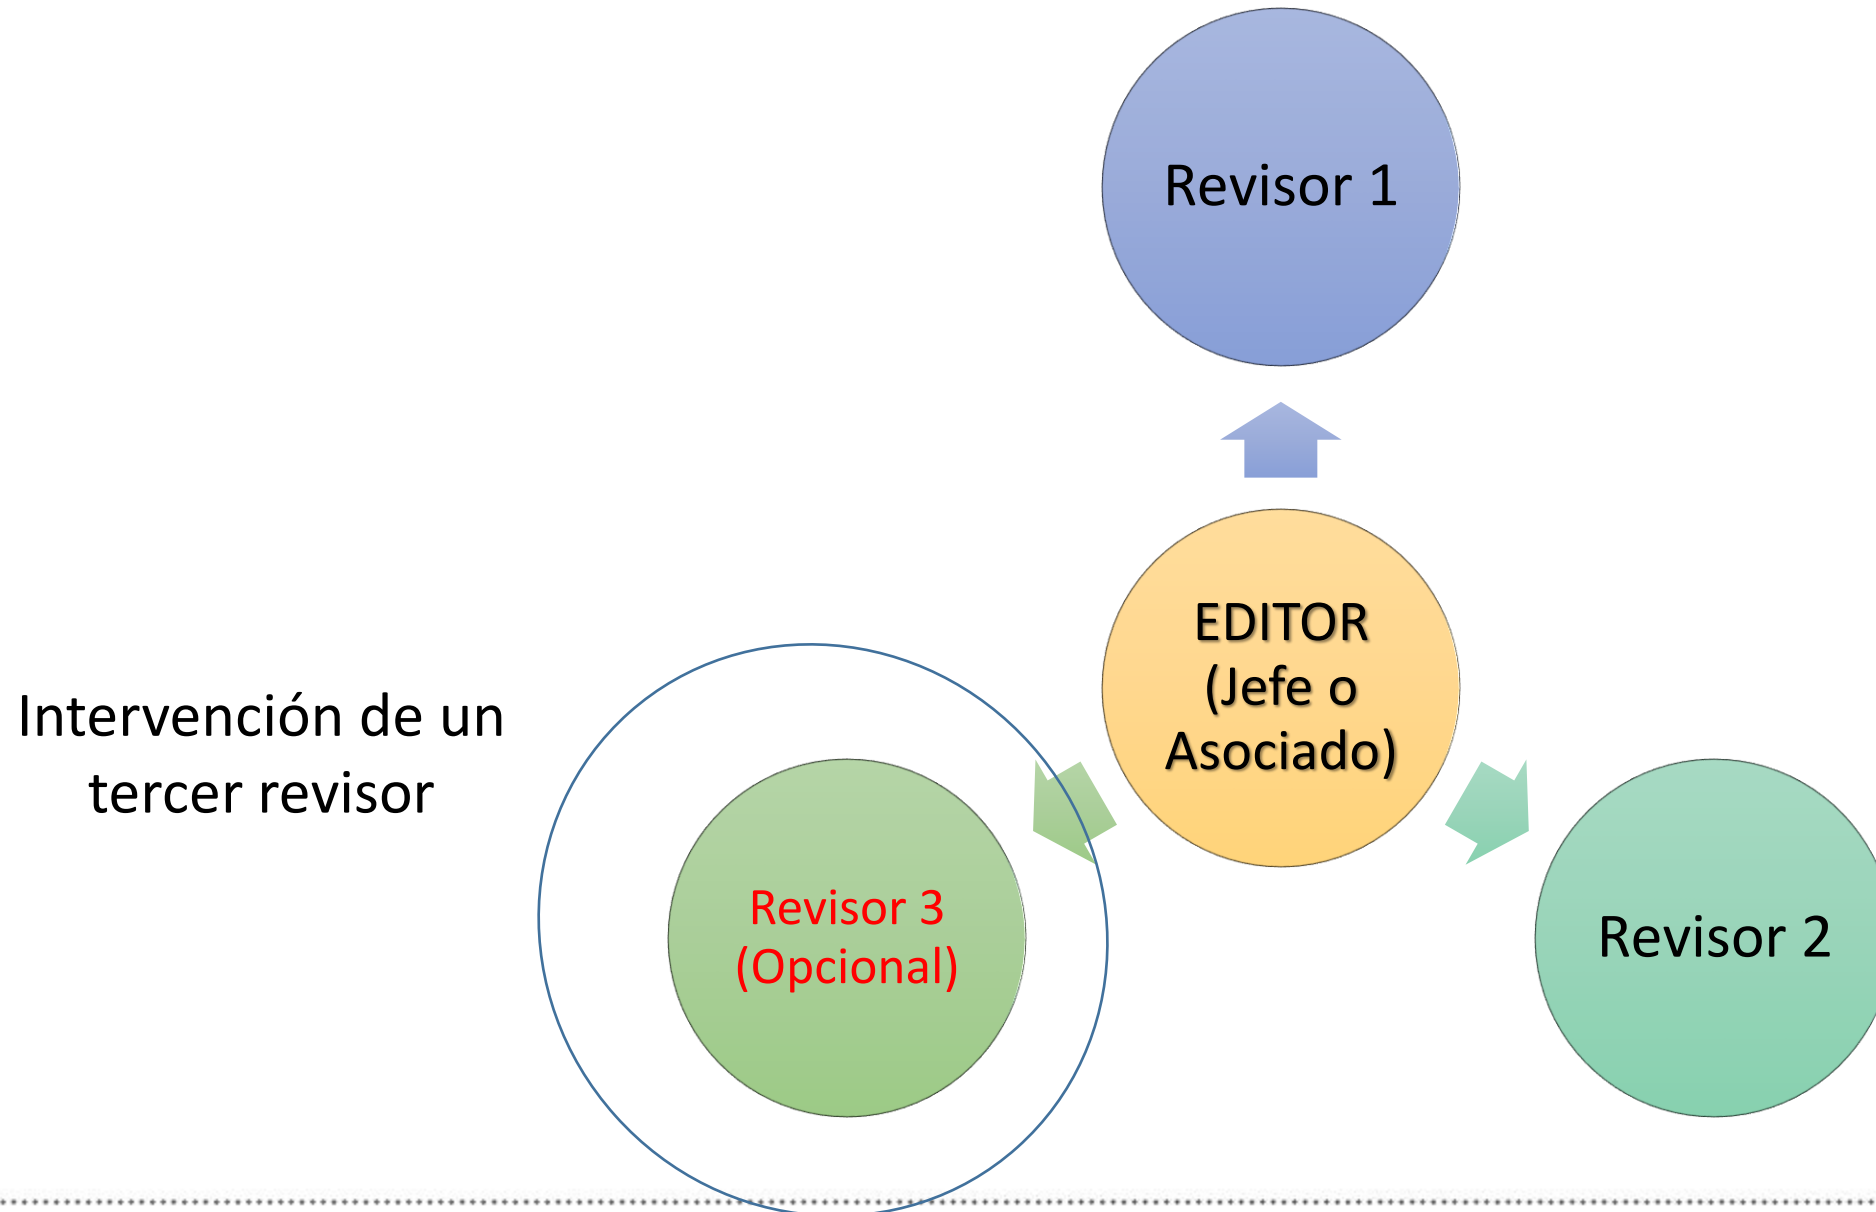 Revisor 1
EDITOR
(Jefe o
Asociado)
Intervención de un
tercer revisor
Revisor 3
(Opcional)
Revisor 2